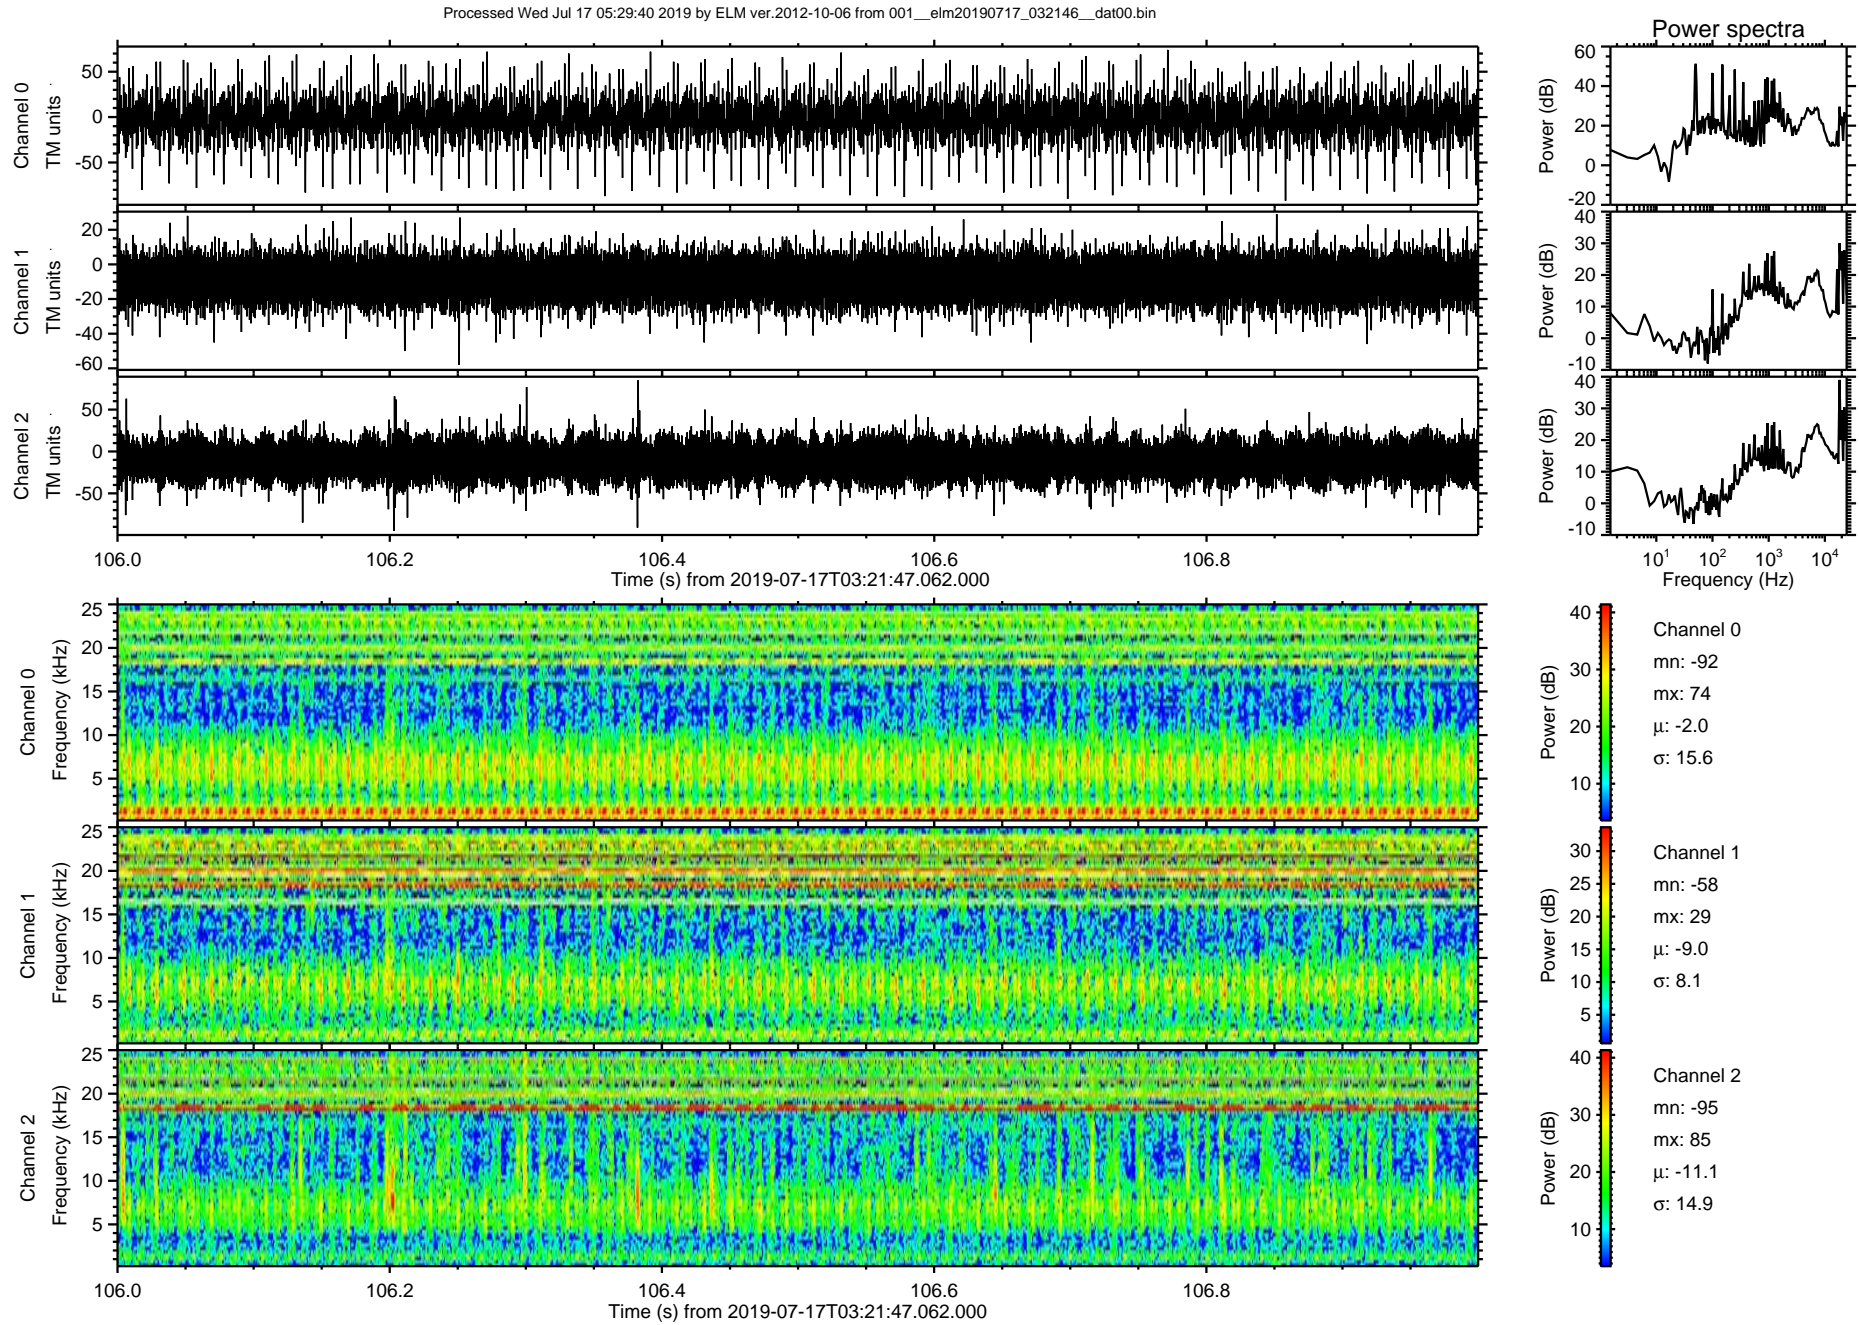 Processed Wed Jul 17 05:29:40 2019 by ELM ver.2012-10-06 from 001__elm20190717_032146__dat00.bin
Power spectra
Channel 0
TM units
50
0
-50
Power (dB)
60
40
20
0
-20
Channel 1
TM units
20
0
-20
-40
-60
Power (dB)
40
30
20
10
0
-10
Channel 2
TM units
50
0
-50
Power (dB)
40
30
20
10
0
-10
106.0 106.2 106.4 106.6 106.8
Time (s) from 2019-07-17T03:21:47.062.000
10^1 10^2 10^3 10^4
Frequency (Hz)
Channel 0
Frequency (kHz)
25
20
15
10
5
Power (dB)
40
30
20
10
Channel 0
mn: -92
mx: 74
μ: -2.0
σ: 15.6
Channel 1
Frequency (kHz)
25
20
15
10
5
Power (dB)
30
25
20
15
10
5
Channel 1
mn: -58
mx: 29
μ: -9.0
σ: 8.1
Channel 2
Frequency (kHz)
25
20
15
10
5
Power (dB)
40
30
20
10
Channel 2
mn: -95
mx: 85
μ: -11.1
σ: 14.9
106.0 106.2 106.4 106.6 106.8
Time (s) from 2019-07-17T03:21:47.062.000